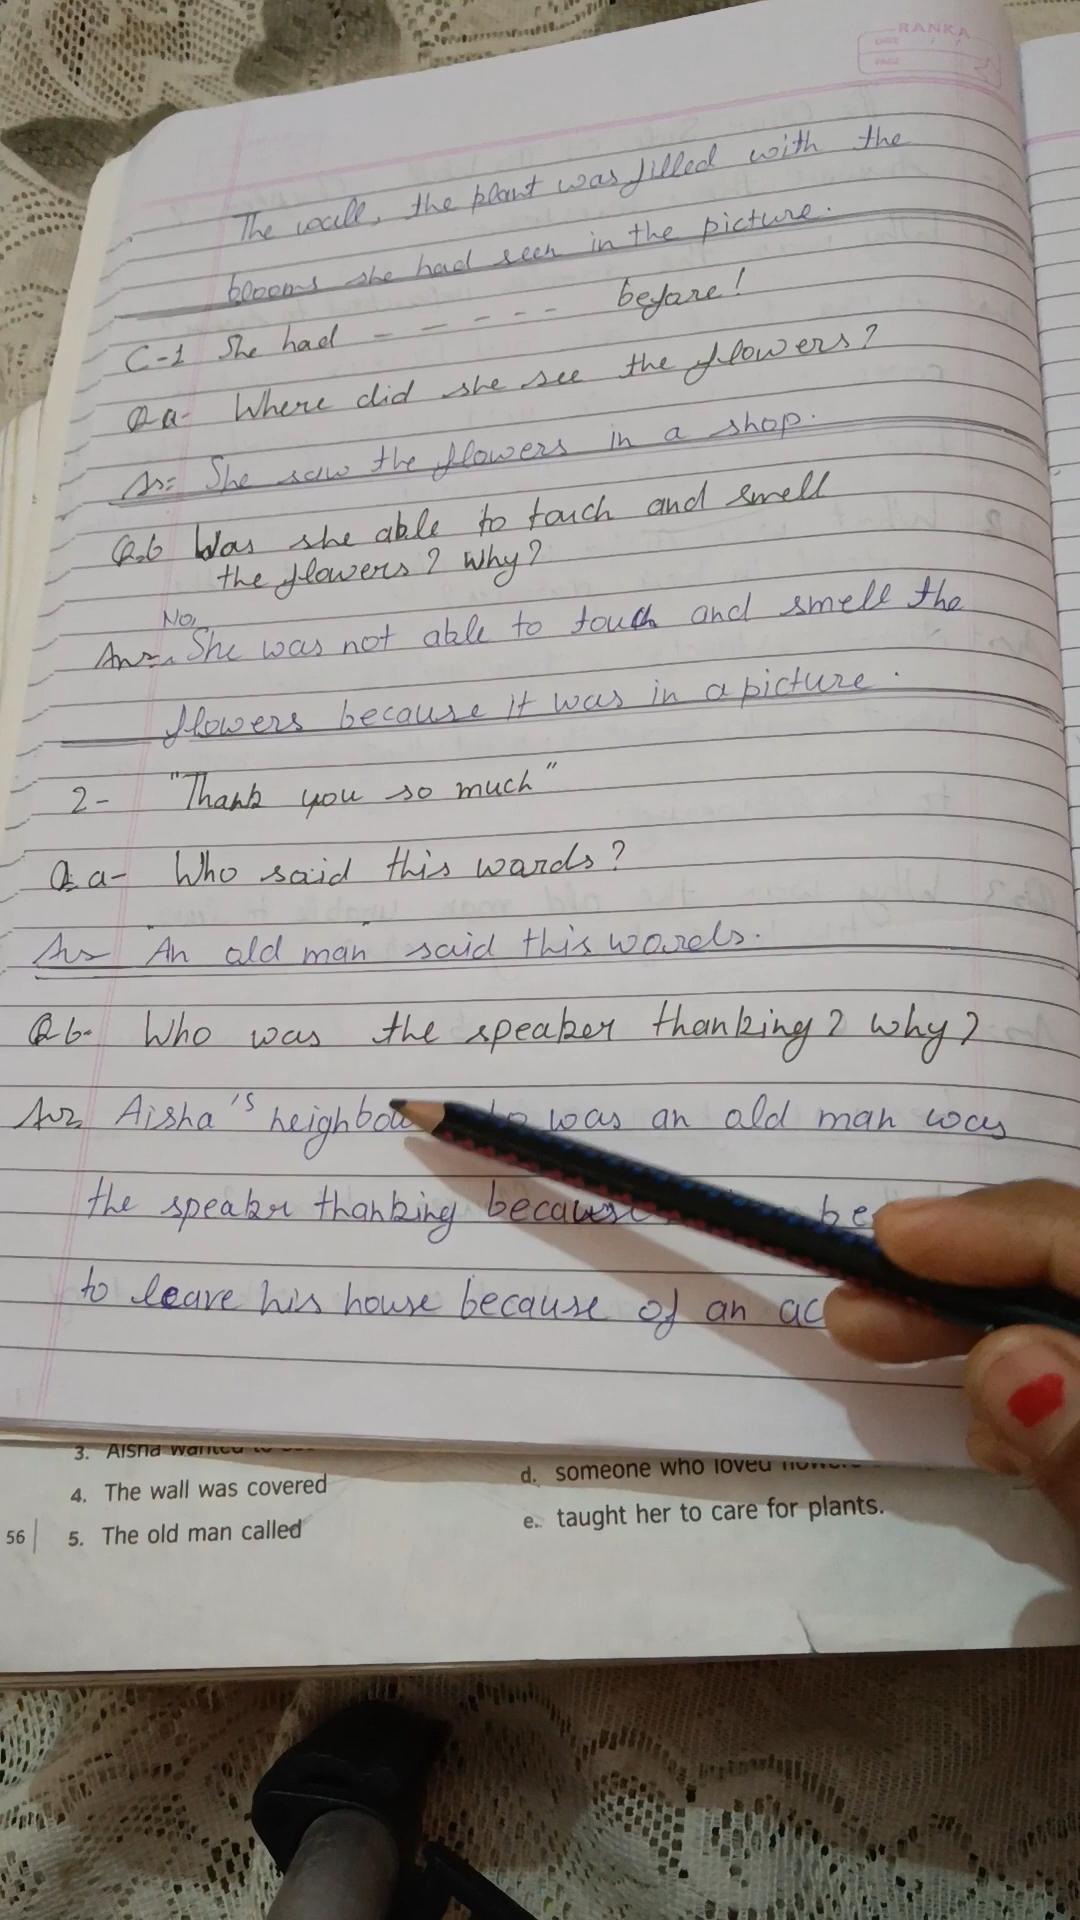 RANKA
DATE / /
PAGE
The wall, the plant was filled with the
blooms she had seen in the picture.
C-1 She had - - - - - before!
Q a- Where did she see the flowers?
Ans= She saw the flowers in a shop.
Q.b Was she able to touch and smell
the flowers? Why?
No,
Ans= She was not able to touch and smell the
flowers because it was in a picture.
2- "Thank you so much"
Q a- Who said this words?
Ans An old man said this words.
Q b- Who was the speaker thanking? why?
Ans Aisha's was an old man was
the speaker thanking
to leave his house because of an
3. Aisha wanted to
4. The wall was covered
5. The old man called
d. someone who loved
e. taught her to care for plants.
56